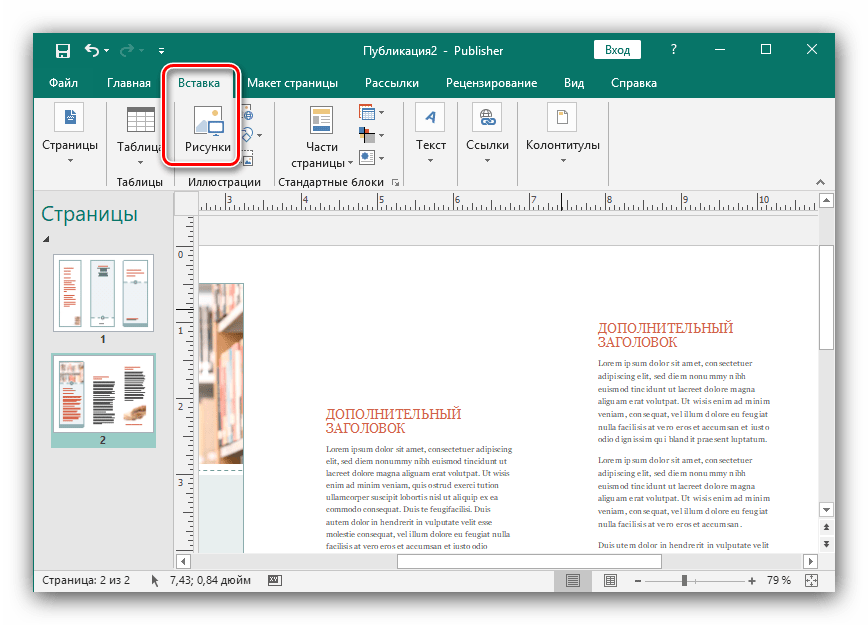 Публикация2 - Publisher
Вход
?
Файл
Главная
Вставка
Макет страницы
Рассылки
Рецензирование
Вид
Справка
Страницы
Таблица
Рисунки
Части
страницы
Текст
Ссылки
Колонтитулы
Таблицы
Иллюстрации
Стандартные блоки
Страницы
3 4 5 6 7 8 9 10
0
1
2
3
1
2
ДОПОЛНИТЕЛЬНЫЙ
ЗАГОЛОВОК
Lorem ipsum dolor sit amet, consectetuer adipiscing
elit, sed diem nonummy nibh euismod tincidunt ut
lacreet dolore magna aliguam erat volutpat. Ut wisis
enim ad minim veniam, quis ostrud exerci tution
ullamcorper suscipit lobortis nisl ut aliquip ex ea
commodo consequat. Duis te feugifacilisi. Duis
autem dolor in hendrerit in vulputate velit esse
molestie consequat, vel illum dolore eu feugiat nulla
facilisis at vero eros et accumsan et iusto odio
ДОПОЛНИТЕЛЬНЫЙ
ЗАГОЛОВОК
Lorem ipsum dolor sit amet, consectetuer
adipiscing elit, sed diem nonummy nibh
euismod tincidunt ut lacreet dolore magna
aliguam erat volutpat. Ut wisis enim ad minim
veniam, consequat, vel illum dolore eu feugiat
nulla facilisis at vero eros et accumsan et iusto
odio dignissim qui blandit praesent luptatum.
Lorem ipsum dolor sit amet, consectetuer
adipiscing elit, sed diem nonummy nibh
euismod tincidunt ut lacreet dolore magna
aliguam erat volutpat. Ut wisis enim ad minim
veniam, consequat, vel illum dolore eu feugiat
nulla facilisis at vero eros et accumsan.
Duis utem dolor in hendrerit in vulputate velit
Страница: 2 из 2
7,43; 0,84 дюйм
79 %